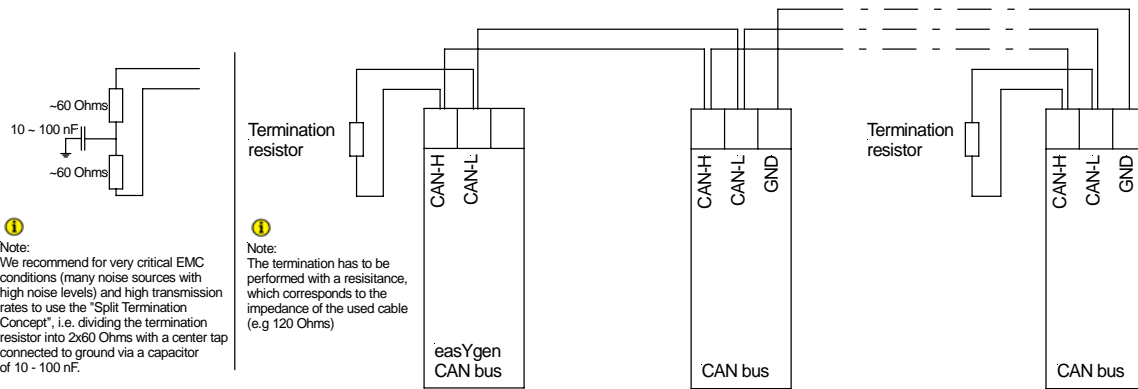 ~60 Ohms
10 ~ 100 nF
~60 Ohms
Note:
We recommend for very critical EMC
conditions (many noise sources with
high noise levels) and high transmission
rates to use the "Split Termination
Concept", i.e. dividing the termination
resistor into 2x60 Ohms with a center tap
connected to ground via a capacitor
of 10 - 100 nF.
Termination
resistor
Note:
The termination has to be
performed with a resisitance,
which corresponds to the
impedance of the used cable
(e.g 120 Ohms)
CAN-H
CAN-L
easYgen
CAN bus
CAN-H
CAN-L
GND
CAN bus
Termination
resistor
CAN-H
CAN-L
GND
CAN bus